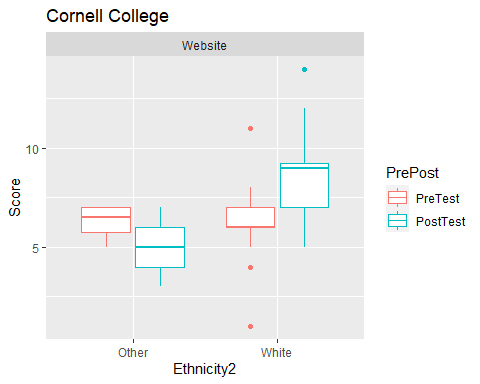 Cornell College
Website
10
5
Score
Other
White
Ethnicity2
PrePost
PreTest
PostTest